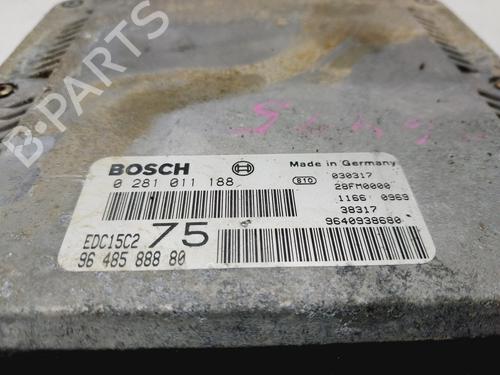 B-PARTS
BOSCH
Made in Germany
0 281 011 188
B10
030317
28FM0000
1166 0969
38317
9640938680
EDC15C2
75
96 485 888 80